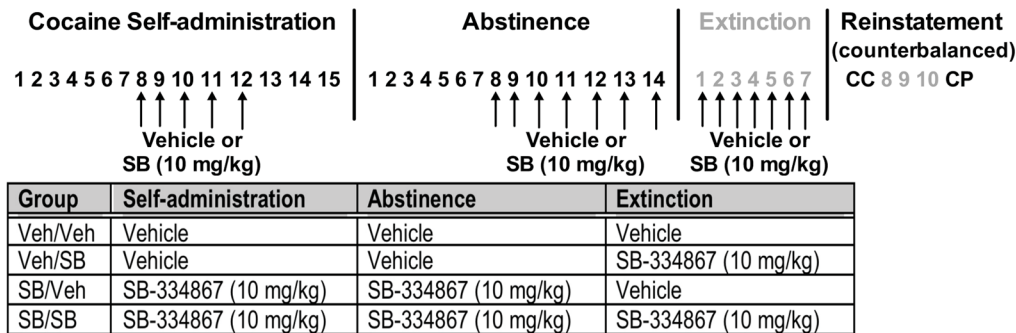 Cocaine Self-administration Abstinence Extinction Reinstatement
(counterbalanced)
1 2 3 4 5 6 7 8 9 10 11 12 13 14 15 1 2 3 4 5 6 7 8 9 10 11 12 13 14 1 2 3 4 5 6 7 CC 8 9 10 CP
Vehicle or Vehicle or Vehicle or
SB (10 mg/kg) SB (10 mg/kg) SB (10 mg/kg)
Group Self-administration Abstinence Extinction
Veh/Veh Vehicle Vehicle Vehicle
Veh/SB Vehicle Vehicle SB-334867 (10 mg/kg)
SB/Veh SB-334867 (10 mg/kg) SB-334867 (10 mg/kg) Vehicle
SB/SB SB-334867 (10 mg/kg) SB-334867 (10 mg/kg) SB-334867 (10 mg/kg)